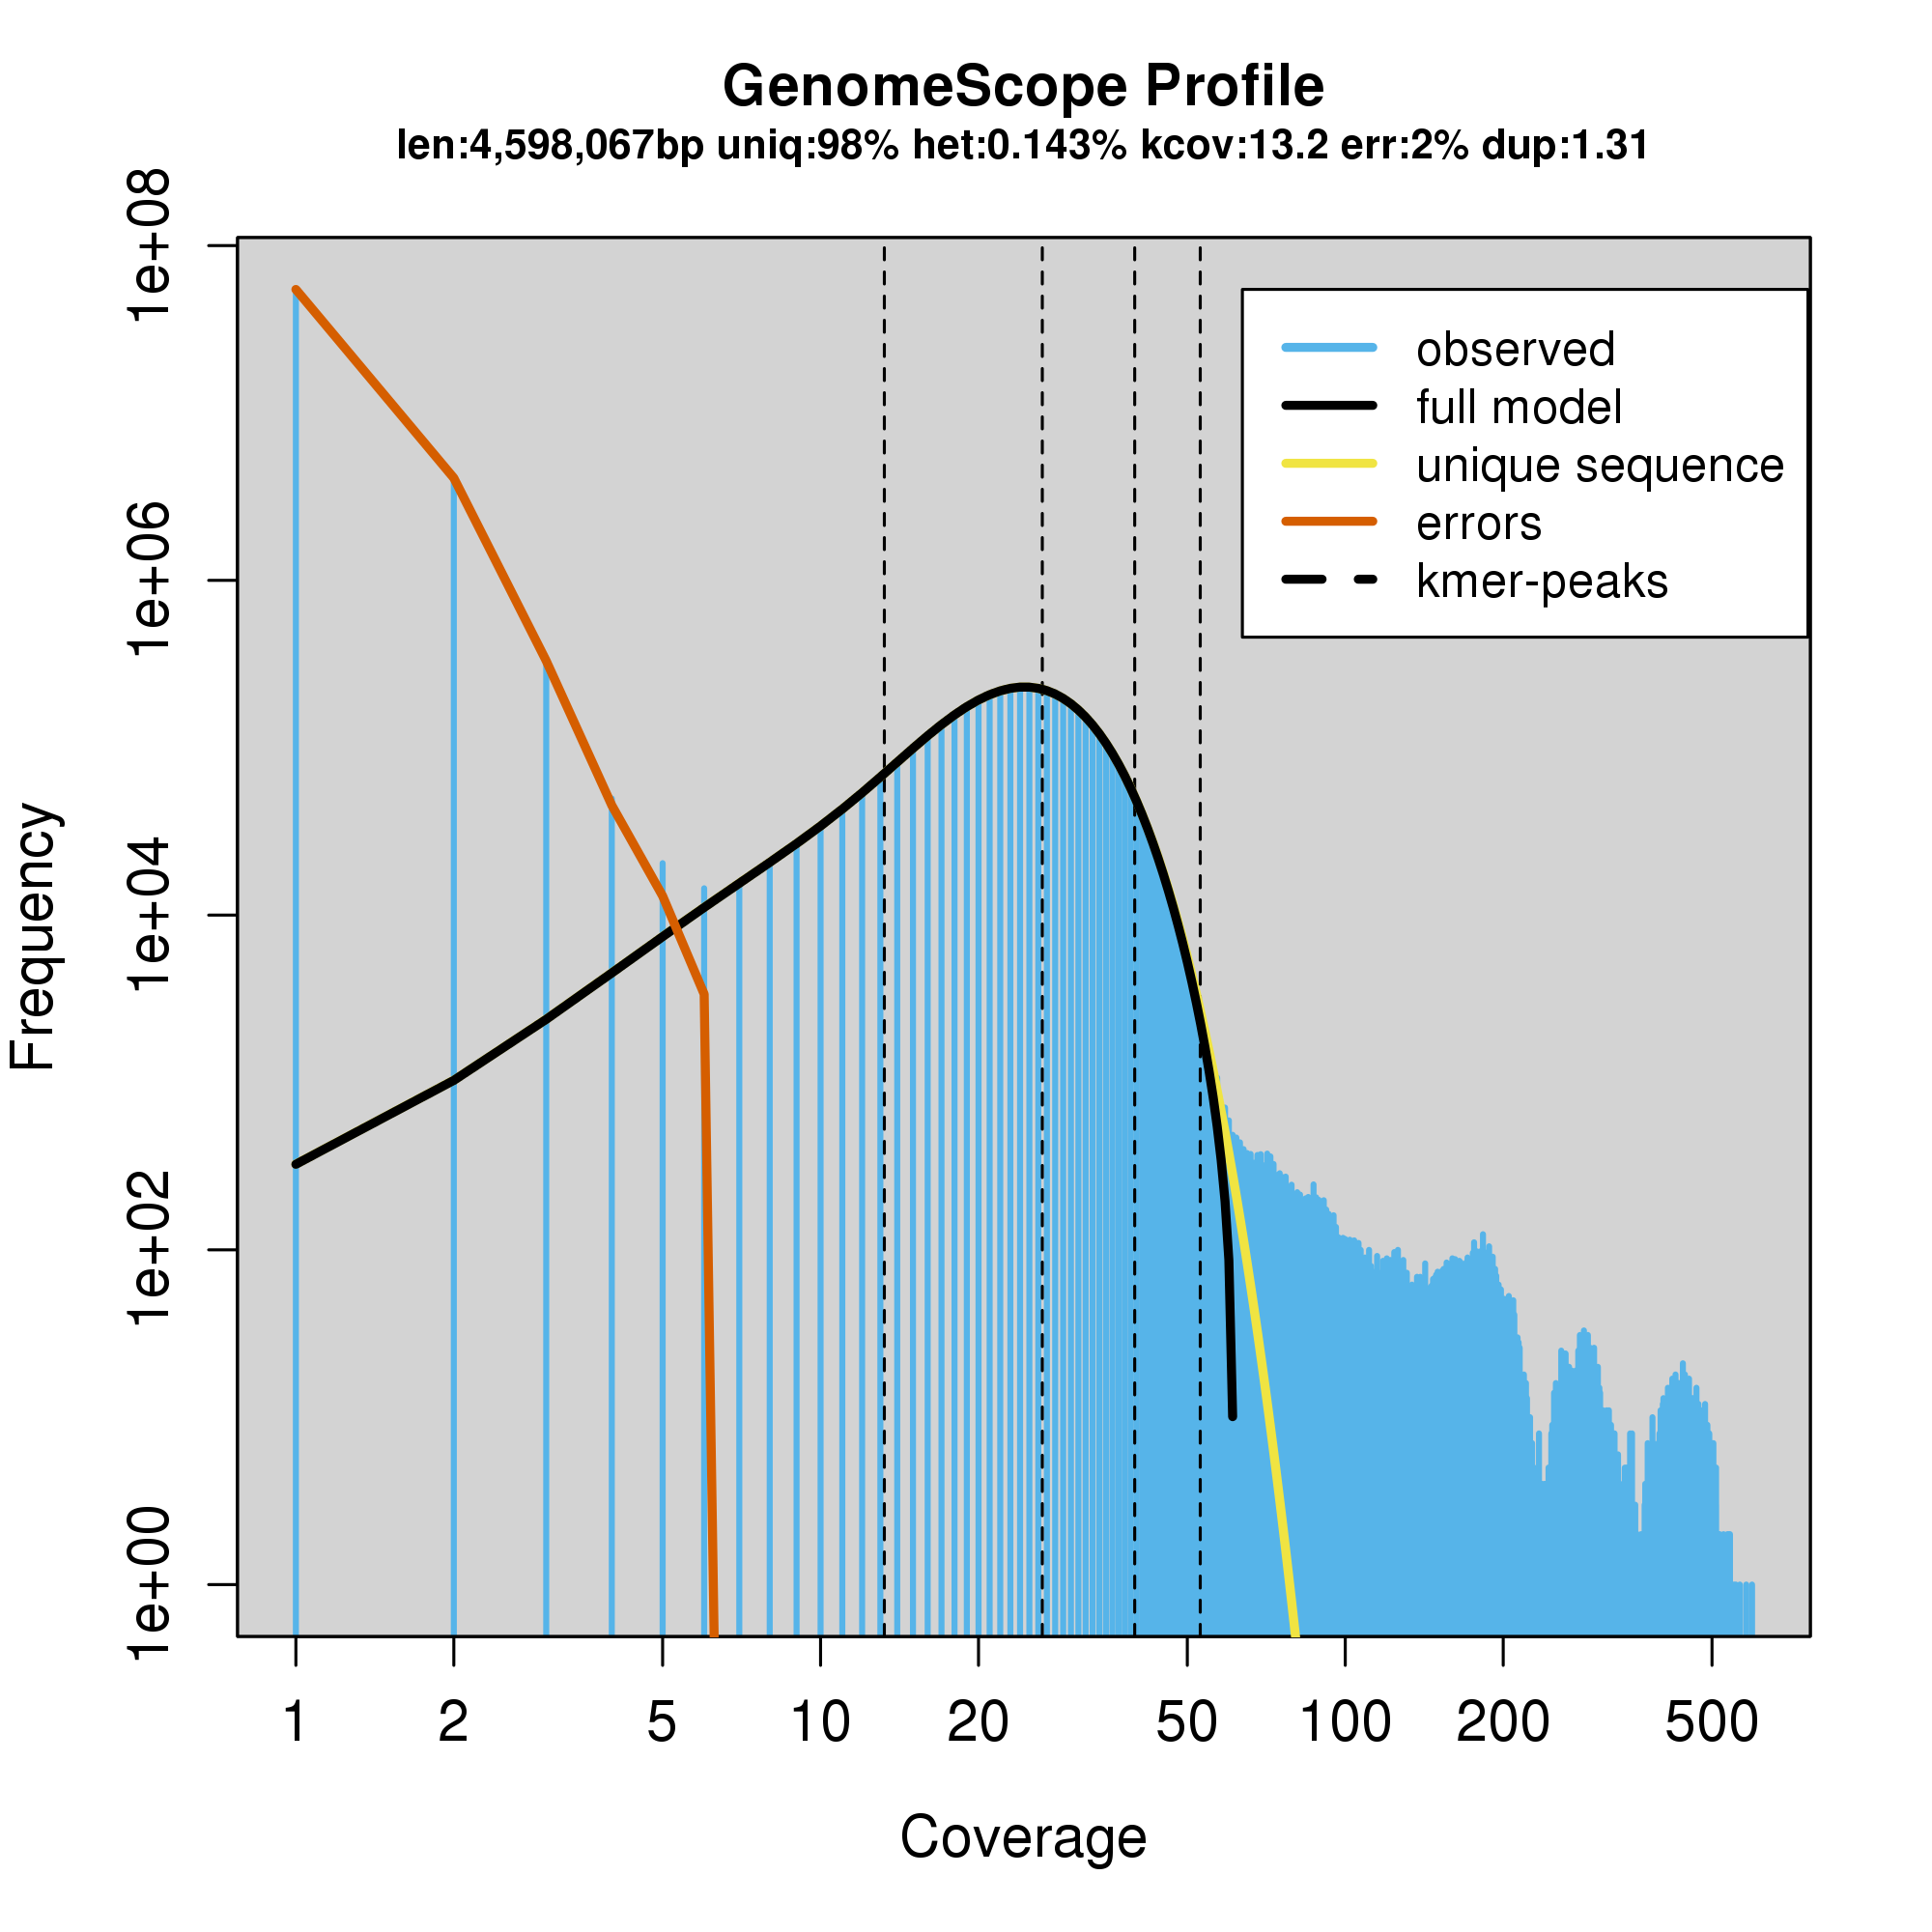 GenomeScope Profile
len:4,598,067bp uniq:98% het:0.143% kcov:13.2 err:2% dup:1.31
1e+08
1e+06
1e+04
1e+02
1e+00
Frequency
observed
full model
unique sequence
errors
kmer-peaks
1 2 5 10 20 50 100 200 500
Coverage